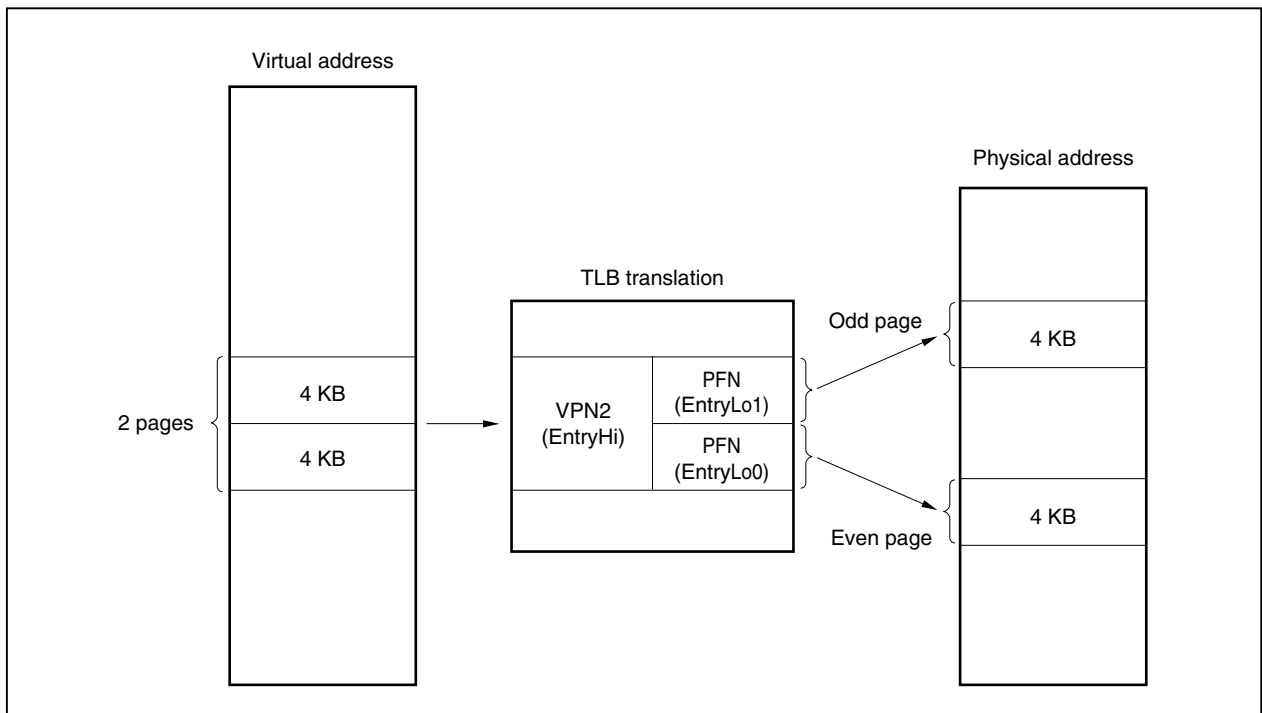 Virtual address
Physical address
TLB translation
Odd page
4 KB
4 KB
PFN
(EntryLo1)
2 pages
VPN2
(EntryHi)
4 KB
PFN
(EntryLo0)
4 KB
Even page